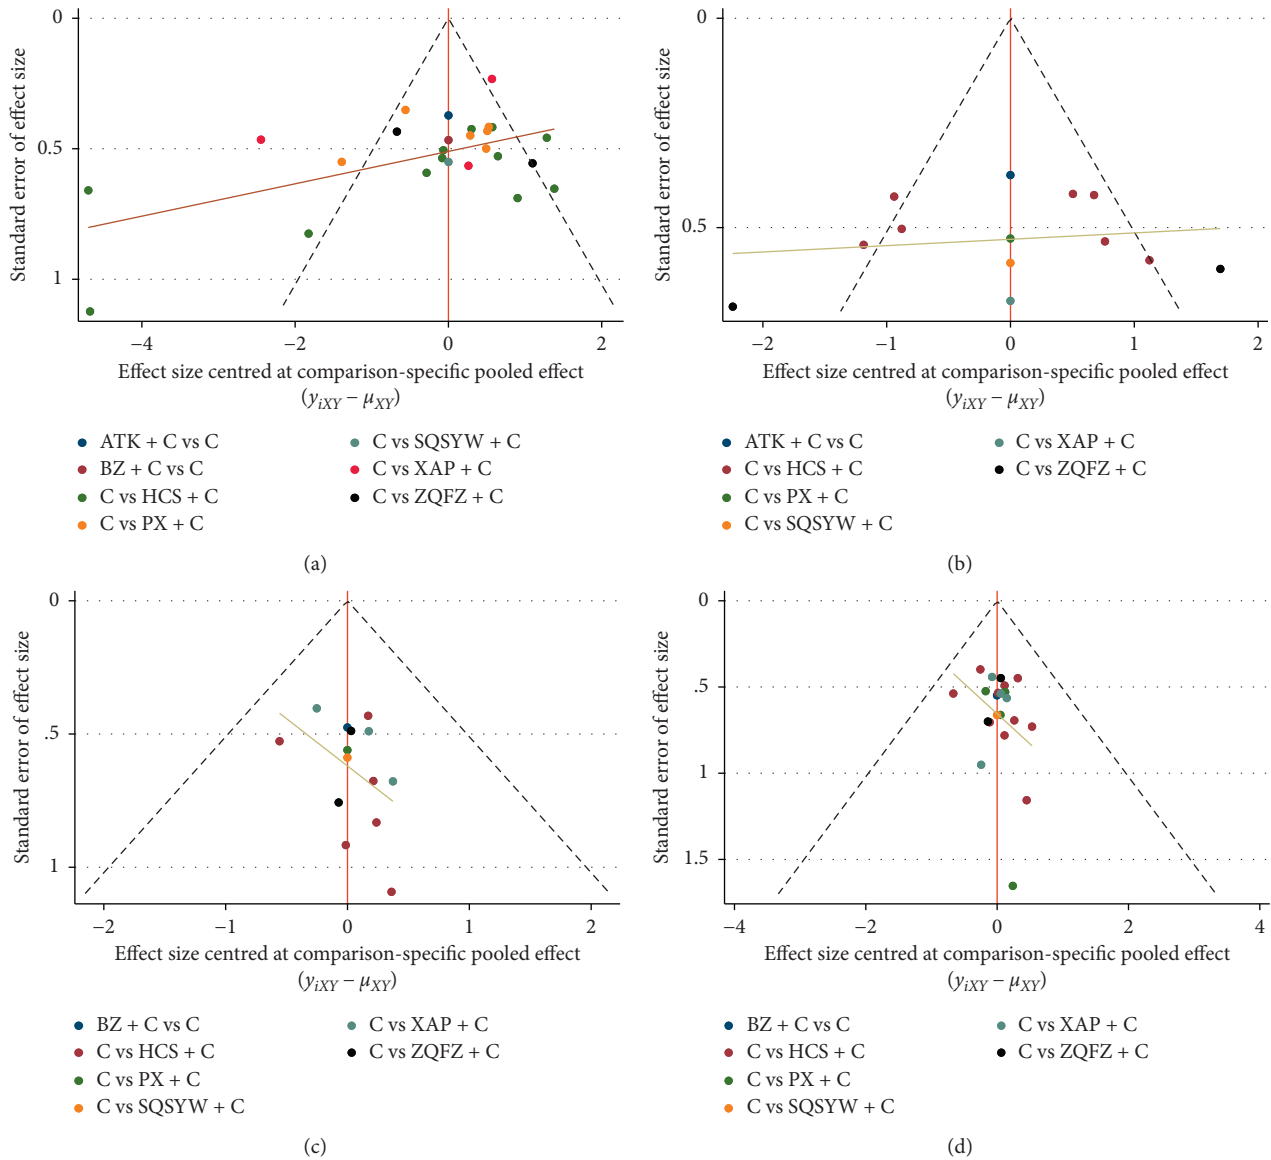 0
0.5
1
Standard error of effect size
−4
−2
0
2
Effect size centred at comparison-specific pooled effect
(yiXY – μXY)
ATK + C vs C
BZ + C vs C
C vs HCS + C
C vs PX + C
C vs SQSYW + C
C vs XAP + C
C vs ZQFZ + C
(a)
0
0.5
Standard error of effect size
−2
−1
0
1
2
Effect size centred at comparison-specific pooled effect
(yiXY – μXY)
ATK + C vs C
C vs HCS + C
C vs PX + C
C vs SQSYW + C
C vs XAP + C
C vs ZQFZ + C
(b)
0
.5
1
Standard error of effect size
−2
−1
0
1
2
Effect size centred at comparison-specific pooled effect
(yiXY – μXY)
BZ + C vs C
C vs HCS + C
C vs PX + C
C vs SQSYW + C
C vs XAP + C
C vs ZQFZ + C
(c)
0
.5
1
1.5
Standard error of effect size
−4
−2
0
2
4
Effect size centred at comparison-specific pooled effect
(yiXY – μXY)
BZ + C vs C
C vs HCS + C
C vs PX + C
C vs SQSYW + C
C vs XAP + C
C vs ZQFZ + C
(d)